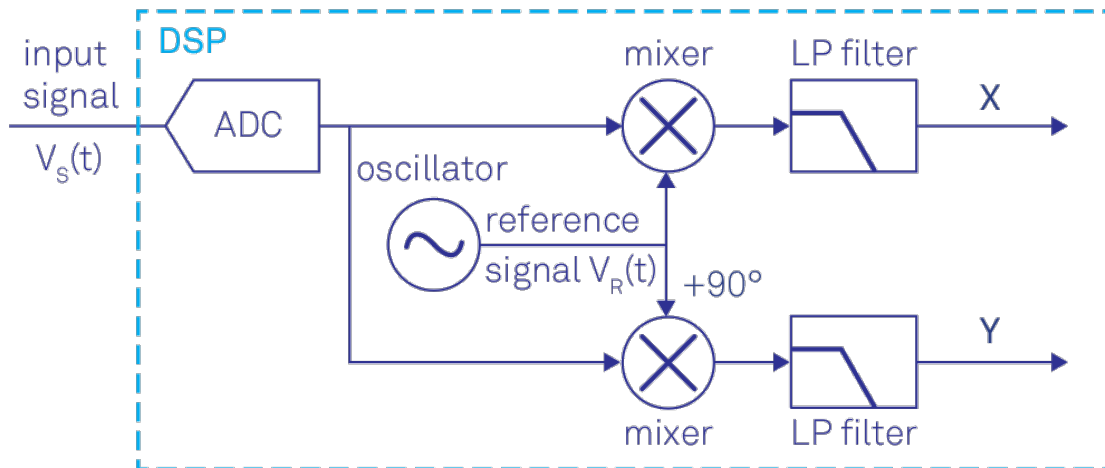 DSP
input
signal
V_S(t)
ADC
mixer
LP filter
X
oscillator
reference
signal V_R(t)
+90°
mixer
LP filter
Y